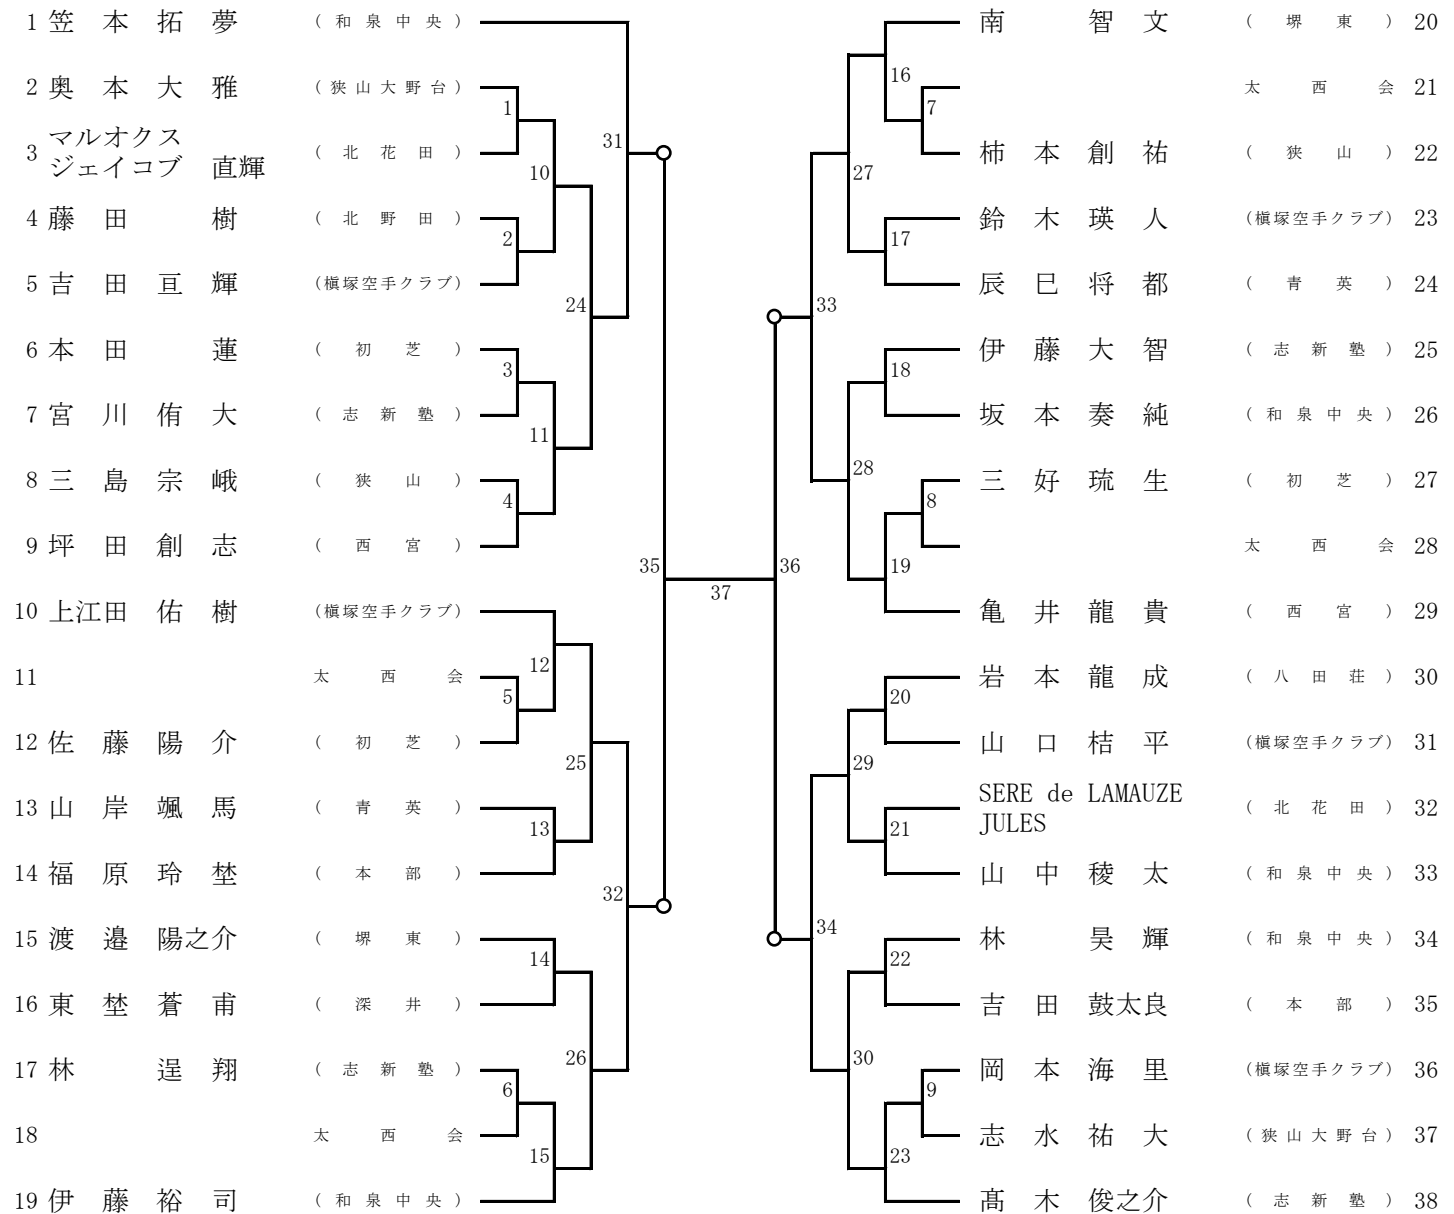 1 笠本拓夢 (和泉中央)
2 奥本大雅 (狭山大野台)
3 マルオクス
ジェイコブ 直輝 (北花田)
4 藤田 樹 (北野田)
5 吉田亘輝 (槇塚空手クラブ)
6 本田 蓮 (初芝)
7 宮川侑大 (志新塾)
8 三島宗峨 (狭山)
9 坪田創志 (西宮)
10 上江田佑樹 (槇塚空手クラブ)
11 太西会
12 佐藤陽介 (初芝)
13 山岸颯馬 (青英)
14 福原玲埜 (本部)
15 渡邉陽之介 (堺東)
16 東埜蒼甫 (深井)
17 林 逞翔 (志新塾)
18 太西会
19 伊藤裕司 (和泉中央)
1
2
3
4
5
6
10
11
12
13
14
15
24
25
26
31
32
35
37
36
33
34
27
28
29
30
16
17
18
19
20
21
22
23
7
8
9
南 智文 (堺東) 20
太西会 21
柿本創祐 (狭山) 22
鈴木瑛人 (槇塚空手クラブ) 23
辰巳将都 (青英) 24
伊藤大智 (志新塾) 25
坂本奏純 (和泉中央) 26
三好琉生 (初芝) 27
太西会 28
亀井龍貴 (西宮) 29
岩本龍成 (八田荘) 30
山口桔平 (槇塚空手クラブ) 31
SERE de LAMAUZE
JULES (北花田) 32
山中稜太 (和泉中央) 33
林 昊輝 (和泉中央) 34
吉田鼓太良 (本部) 35
岡本海里 (槇塚空手クラブ) 36
志水祐大 (狭山大野台) 37
髙木俊之介 (志新塾) 38